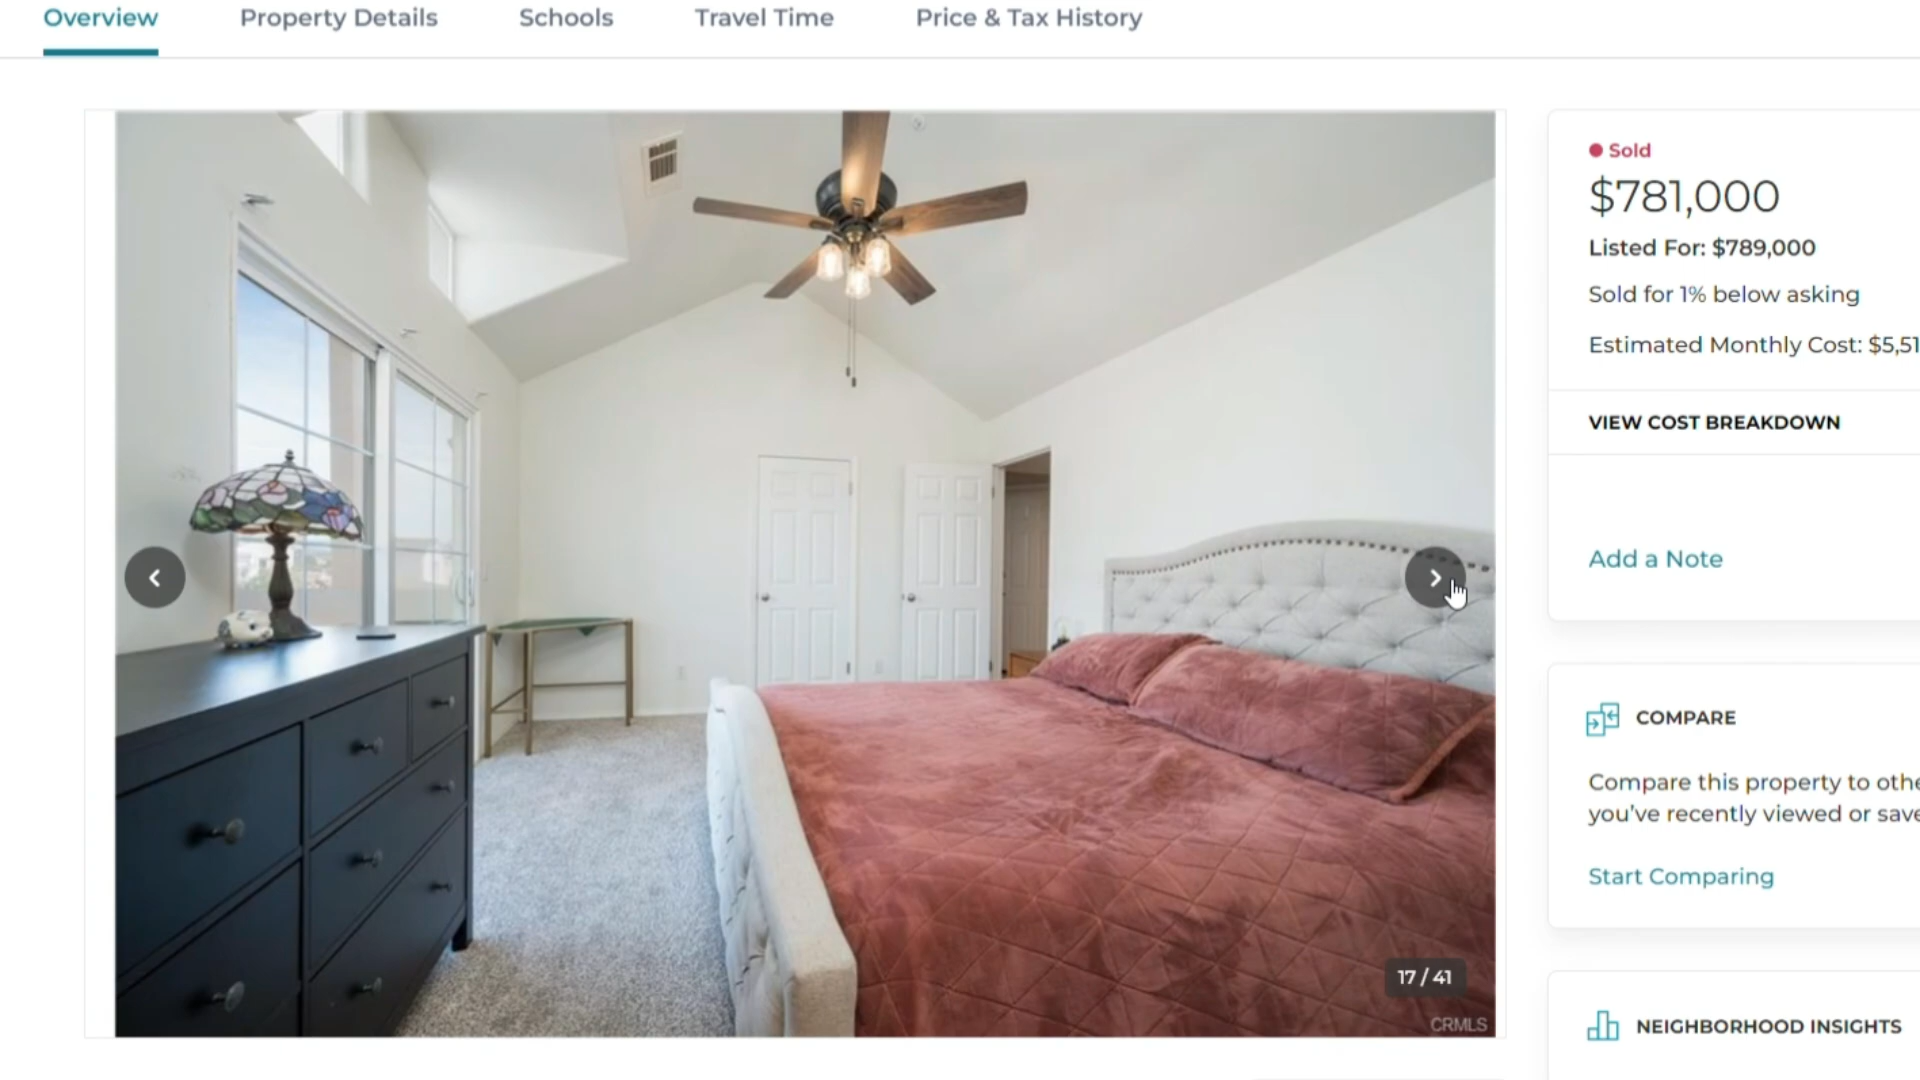 Overview
Property Details
Schools
Travel Time
Price & Tax History
Sold
$781,000
Listed For: $789,000
Sold for 1% below asking
Estimated Monthly Cost: $5,51
VIEW COST BREAKDOWN
Add a Note
COMPARE
Compare this property to othe
you've recently viewed or save
Start Comparing
17 / 41
CRMLS
NEIGHBORHOOD INSIGHTS